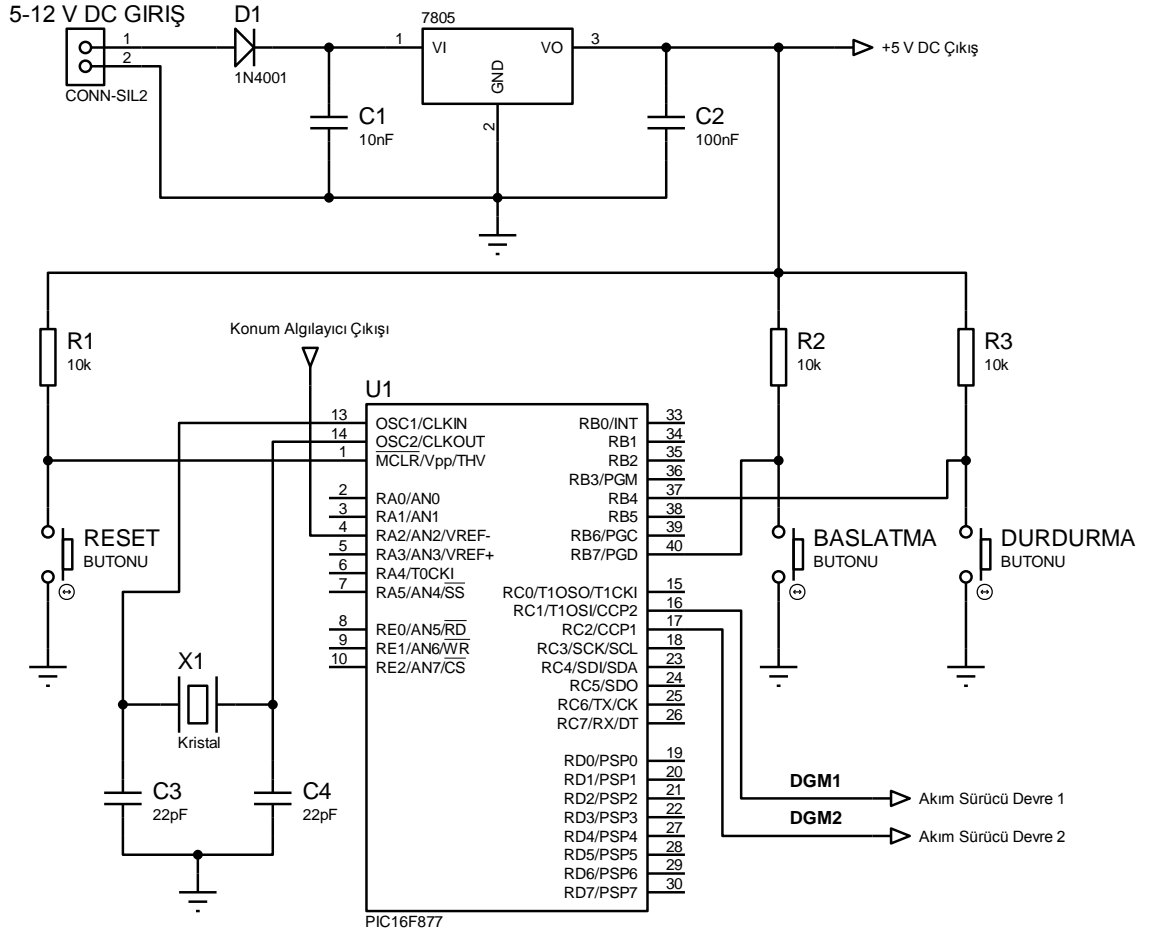 5-12 V DC GIRIŞ
1
2
CONN-SIL2
D1
1N4001
C1
10nF
7805
1
VI
VO
3
GND
2
C2
100nF
+5 V DC Çıkış
R1
10k
Konum Algılayıcı Çıkışı
R2
10k
R3
10k
U1
13
OSC1/CLKIN
14
OSC2/CLKOUT
1
MCLR/Vpp/THV
2
RA0/AN0
3
RA1/AN1
4
RA2/AN2/VREF-
5
RA3/AN3/VREF+
6
RA4/T0CKI
7
RA5/AN4/SS
8
RE0/AN5/RD
9
RE1/AN6/WR
10
RE2/AN7/CS
RB0/INT
33
RB1
34
RB2
35
RB3/PGM
36
RB4
37
RB5
38
RB6/PGC
39
RB7/PGD
40
RC0/T1OSO/T1CKI
15
RC1/T1OSI/CCP2
16
RC2/CCP1
17
RC3/SCK/SCL
18
RC4/SDI/SDA
23
RC5/SDO
24
RC6/TX/CK
25
RC7/RX/DT
26
RD0/PSP0
19
RD1/PSP1
20
RD2/PSP2
21
RD3/PSP3
22
RD4/PSP4
27
RD5/PSP5
28
RD6/PSP6
29
RD7/PSP7
30
PIC16F877
RESET
BUTONU
BASLATMA
BUTONU
DURDURMA
BUTONU
X1
Kristal
C3
22pF
C4
22pF
DGM1
Akım Sürücü Devre 1
DGM2
Akım Sürücü Devre 2